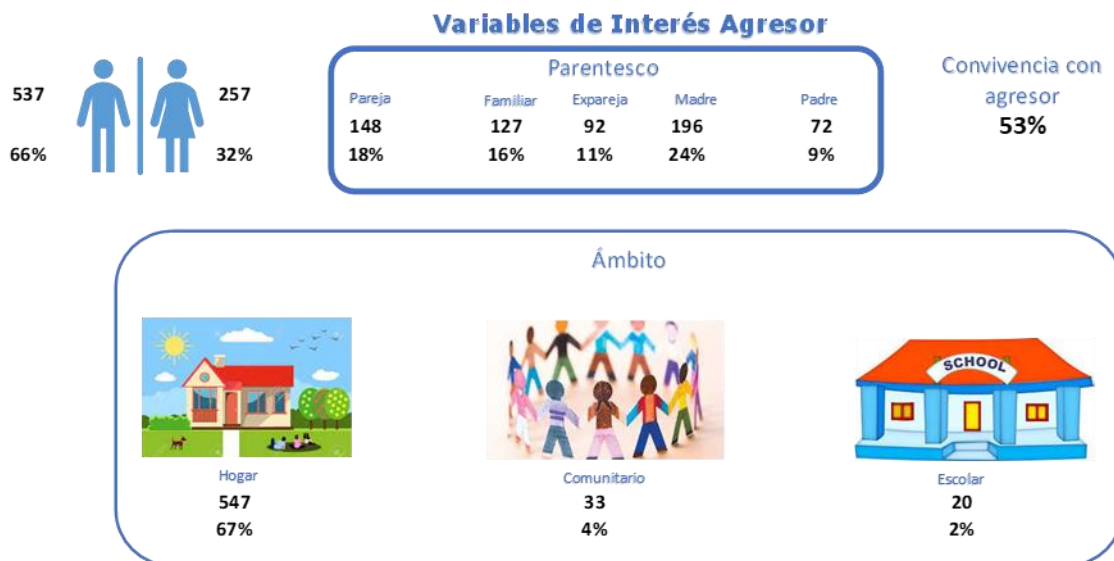 Variables de Interés Agresor
537
257
66%
32%
Parentesco
Pareja Familiar Expareja Madre Padre
148 127 92 196 72
18% 16% 11% 24% 9%
Convivencia con
agresor
53%
Ámbito
SCHOOL
Hogar Comunitario Escolar
547 33 20
67% 4% 2%